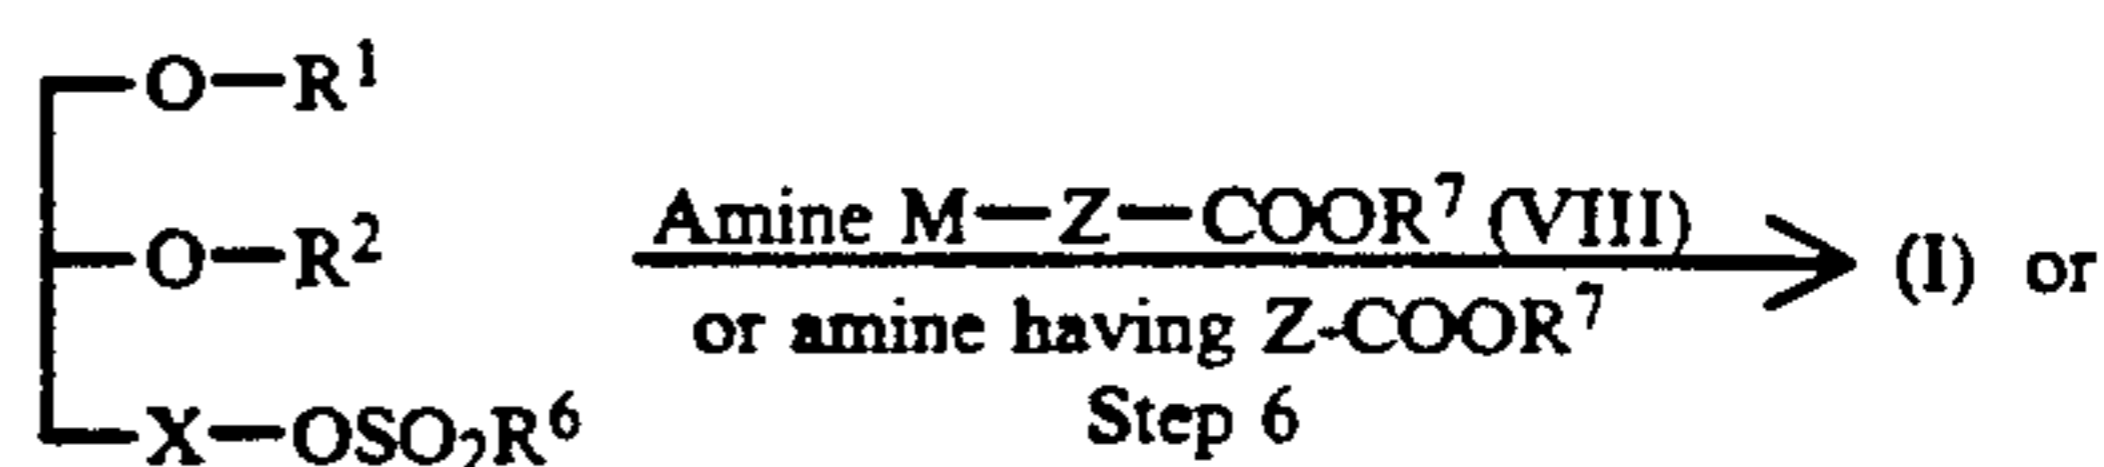 O—R¹
Amine M—Z—COOR⁷ (VIII)
O—R²
(I) or
or amine having Z-COOR⁷
Step 6
X—OSO₂R⁶